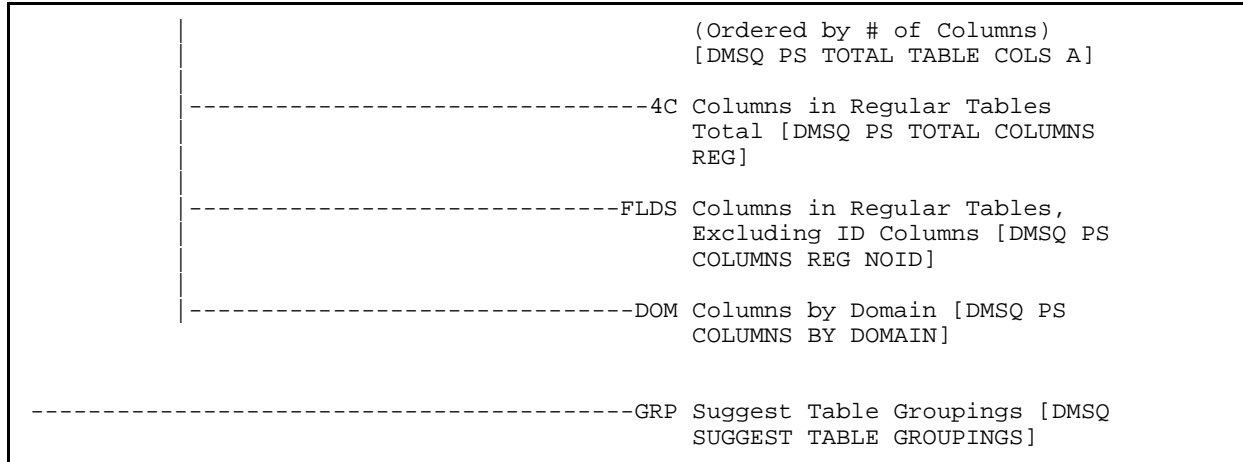 (Ordered by # of Columns)
[DMSQ PS TOTAL TABLE COLS A]
4C Columns in Regular Tables
Total [DMSQ PS TOTAL COLUMNS
REG]
FLDS Columns in Regular Tables,
Excluding ID Columns [DMSQ PS
COLUMNS REG NOID]
DOM Columns by Domain [DMSQ PS
COLUMNS BY DOMAIN]
GRP Suggest Table Groupings [DMSQ
SUGGEST TABLE GROUPINGS]